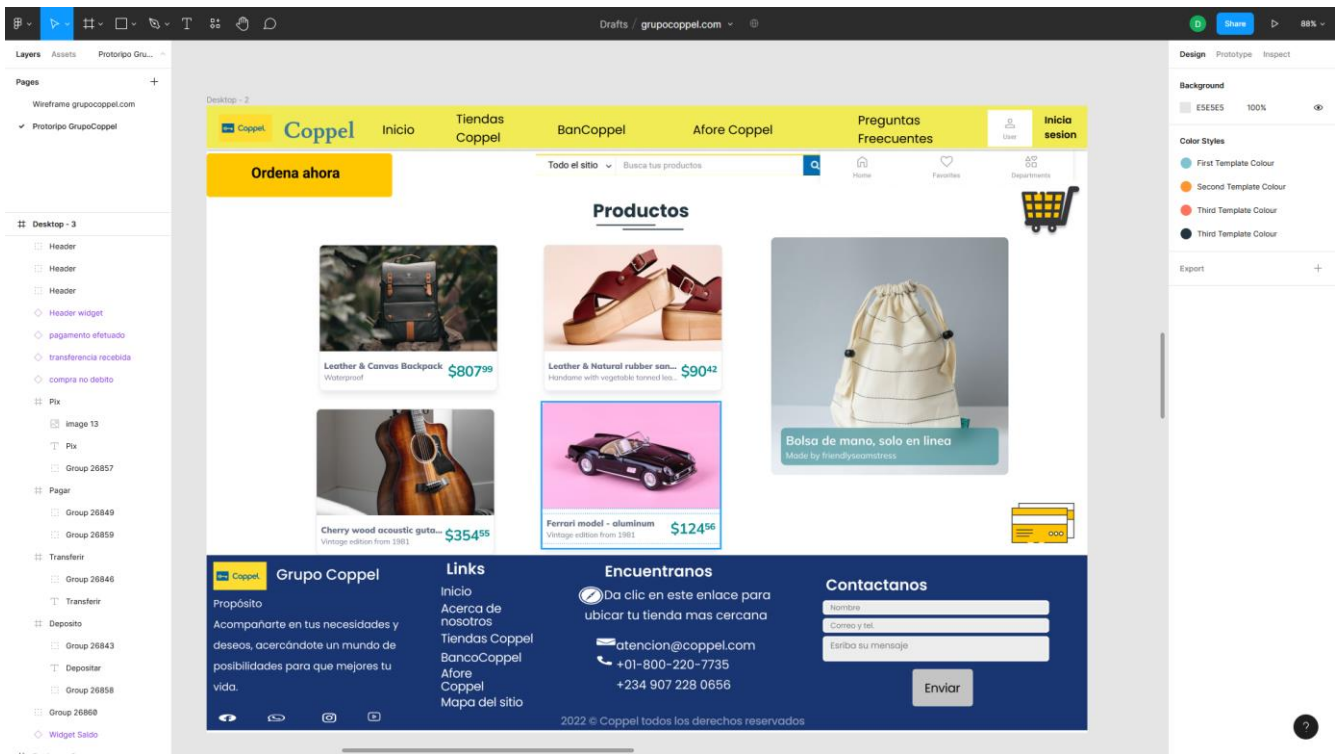 Drafts / grupocoppel.com
D
Share
88%
Layers Assets Protoripo Gru...
Design Prototype Inspect
Pages
Wireframe grupocoppel.com
Protoripo GrupoCoppel
Desktop - 3
Header
Header
Header
Header widget
pagamento efetuado
transferencia recebida
compra no debito
Pix
image 13
Pix
Group 26857
Pagar
Group 26849
Group 26859
Transferir
Group 26846
Transferir
Deposito
Group 26843
Depositar
Group 26858
Group 26860
Widget Saldo
Desktop - 2
Coppel.
Coppel
Inicio
Tiendas
Coppel
BanCoppel
Afore Coppel
Preguntas
Freecuentes
User
Inicia
sesion
Ordena ahora
Todo el sitio
Busca tus productos
Home
Favorites
Departments
Productos
Leather & Canvas Backpack
Waterproof
$807⁹⁹
Leather & Natural rubber san...
Handame with vegetable tanned lea...
$90⁴²
Bolsa de mano, solo en linea
Made by friendlyseamstress
Cherry wood acoustic guta...
Vintage edition from 1981
$354⁵⁵
Ferrari model - aluminum
Vintage edition from 1981
$124⁵⁶
Coppel.
Grupo Coppel
Propósito
Acompañarte en tus necesidades y
deseos, acercándote un mundo de
posibilidades para que mejores tu
vida.
Links
Inicio
Acerca de
nosotros
Tiendas Coppel
BancoCoppel
Afore
Coppel
Mapa del sitio
Encuentranos
Da clic en este enlace para
ubicar tu tienda mas cercana
atencion@coppel.com
+01-800-220-7735
+234 907 228 0656
Contactanos
Nombre
Correo y tel.
Esriba su mensaje
Enviar
2022 © Coppel todos los derechos reservados
Background
E5E5E5 100%
Color Styles
First Template Colour
Second Template Colour
Third Template Colour
Third Template Colour
Export
?